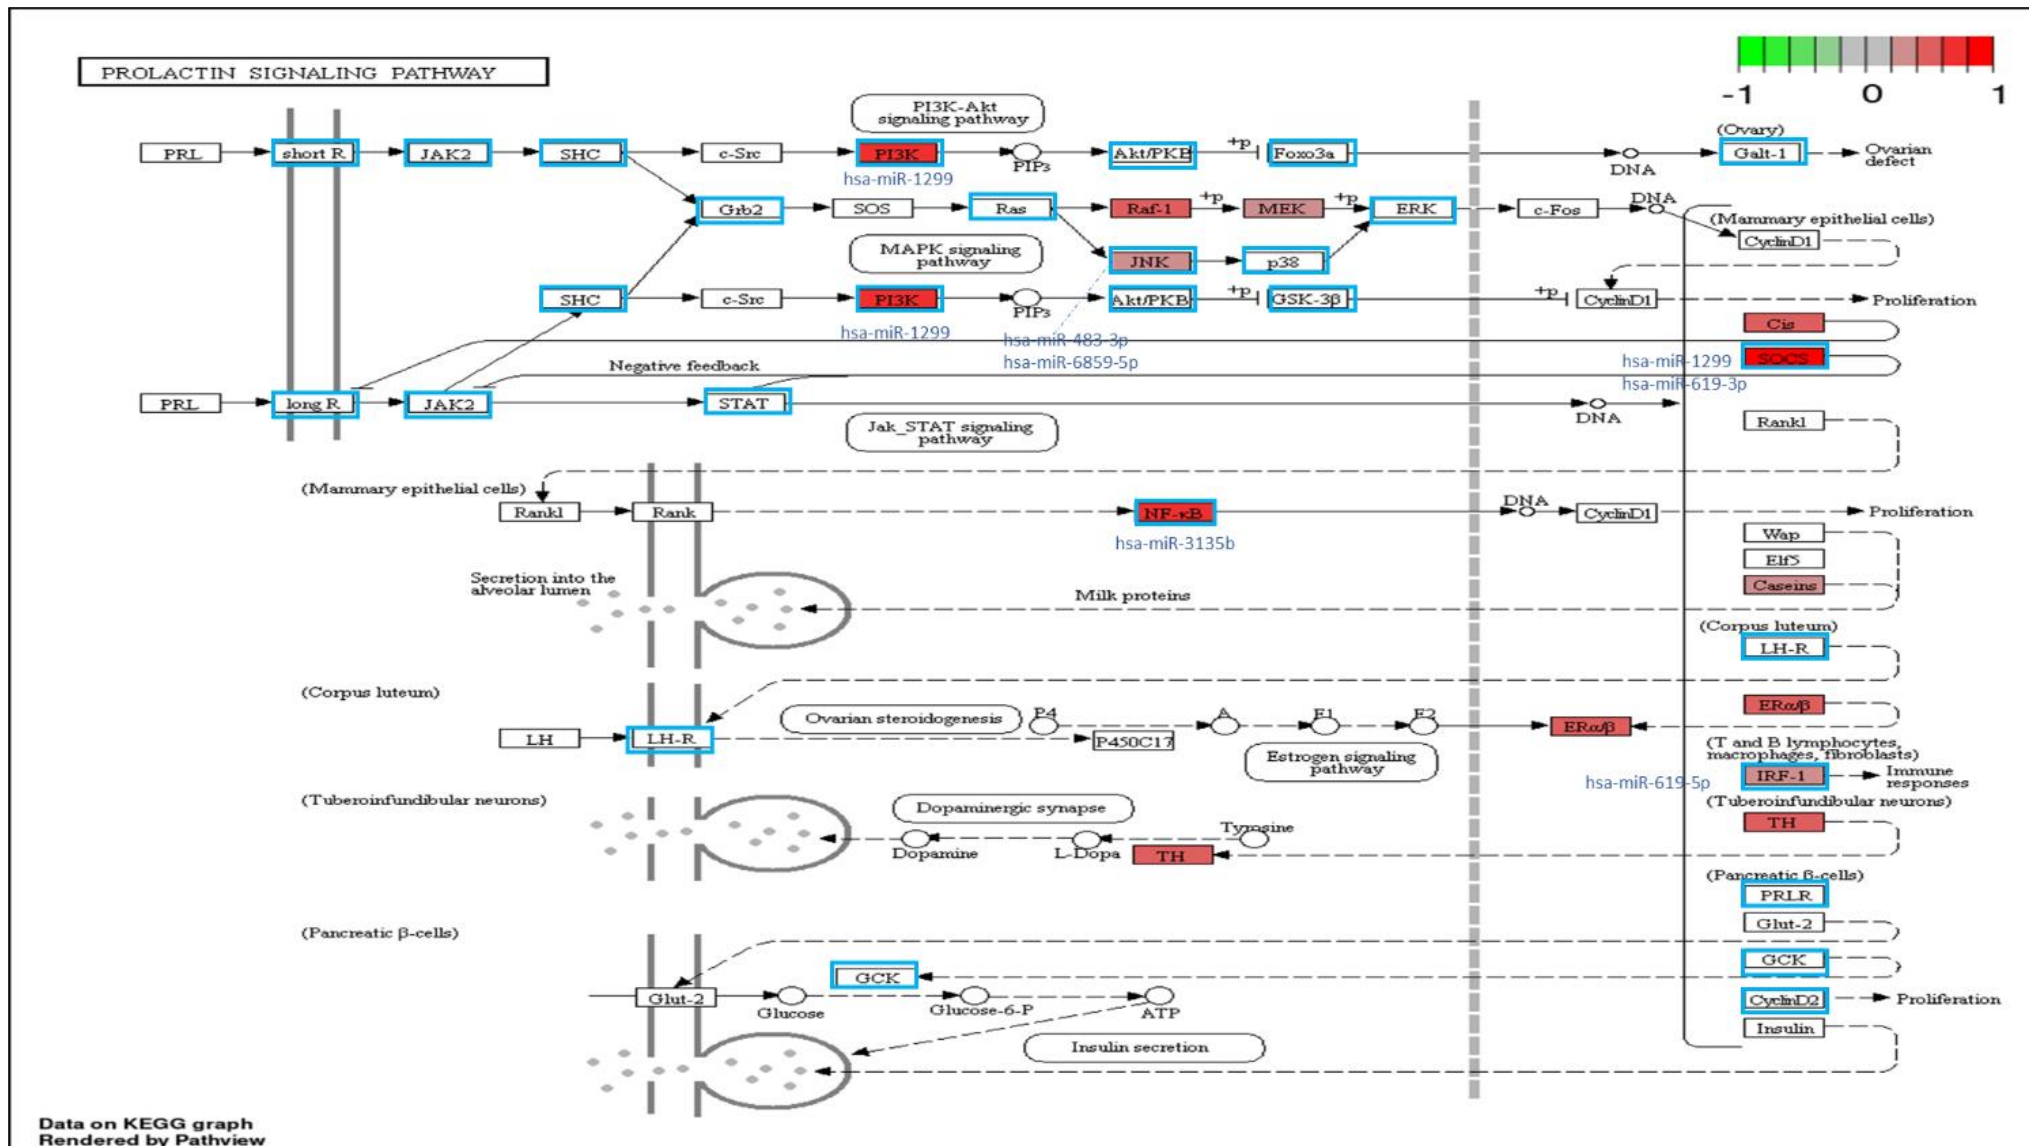 PROLACTIN SIGNALING PATHWAY
-1 0 1
PI3K-Akt
signaling pathway
(Ovary)
PRL short R JAK2 SHC c-Src PI3K PIP3 Akt/PKB +p Foxo3a DNA Galt-1 Ovarian
defect
hsa-miR-1299
Grb2 SOS Ras Raf-1 +p MEK +p ERK c-Fos DNA
(Mammary epithelial cells)
CyclinD1
MAPK signaling
pathway
JNK p38
SHC c-Src PI3K PIP3 Akt/PKB +p GSK-3β +p CyclinD1 Proliferation
hsa-miR-1299
hsa-miR-483-3p
hsa-miR-6859-5p
Cis
SOCS
hsa-miR-1299
hsa-miR-619-3p
Negative feedback
PRL long R JAK2 STAT DNA
Jak_STAT signaling
pathway
Rankl
(Mammary epithelial cells)
Rankl Rank NF-κB DNA CyclinD1 Proliferation
hsa-miR-3135b
Wap
Elf5
Caseins
Secretion into the
alveolar lumen
Milk proteins
(Corpus luteum)
LH-R
(Corpus luteum)
LH LH-R Ovarian steroidogenesis P4 P450C17 A E1 E2 ERα/β
ERα/β
Estrogen signaling
pathway
(T and B lymphocytes,
macrophages, fibroblasts)
hsa-miR-619-5p IRF-1 Immune
responses
(Tuberoinfundibular neurons)
(Tuberoinfundibular neurons)
TH
Dopaminergic synapse
Dopamine L-Dopa Tyrosine
TH
(Pancreatic β-cells)
PRLR
Glut-2
GCK
CyclinD2 Proliferation
Insulin
(Pancreatic β-cells)
GCK
Glut-2 Glucose Glucose-6-P ATP
Insulin secretion
Data on KEGG graph
Rendered by Pathview